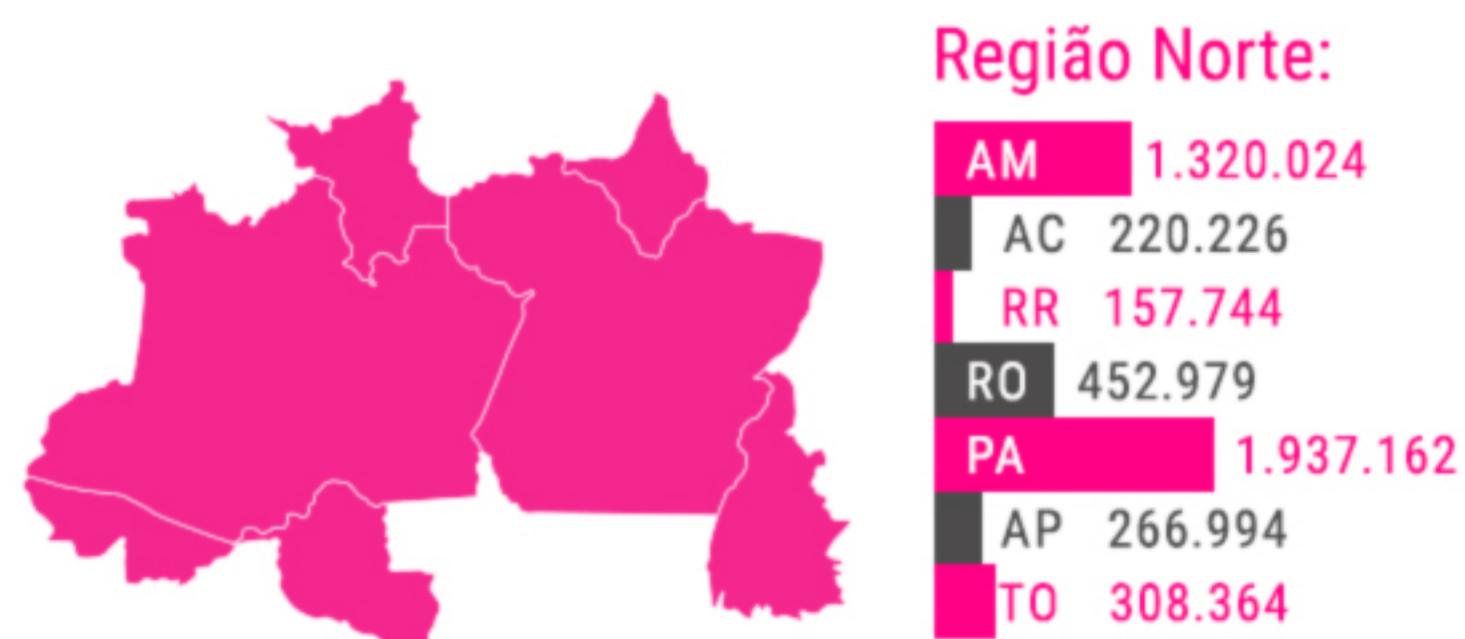 Região Norte:
AM 1.320.024
AC 220.226
RR 157.744
RO 452.979
PA 1.937.162
AP 266.994
TO 308.364